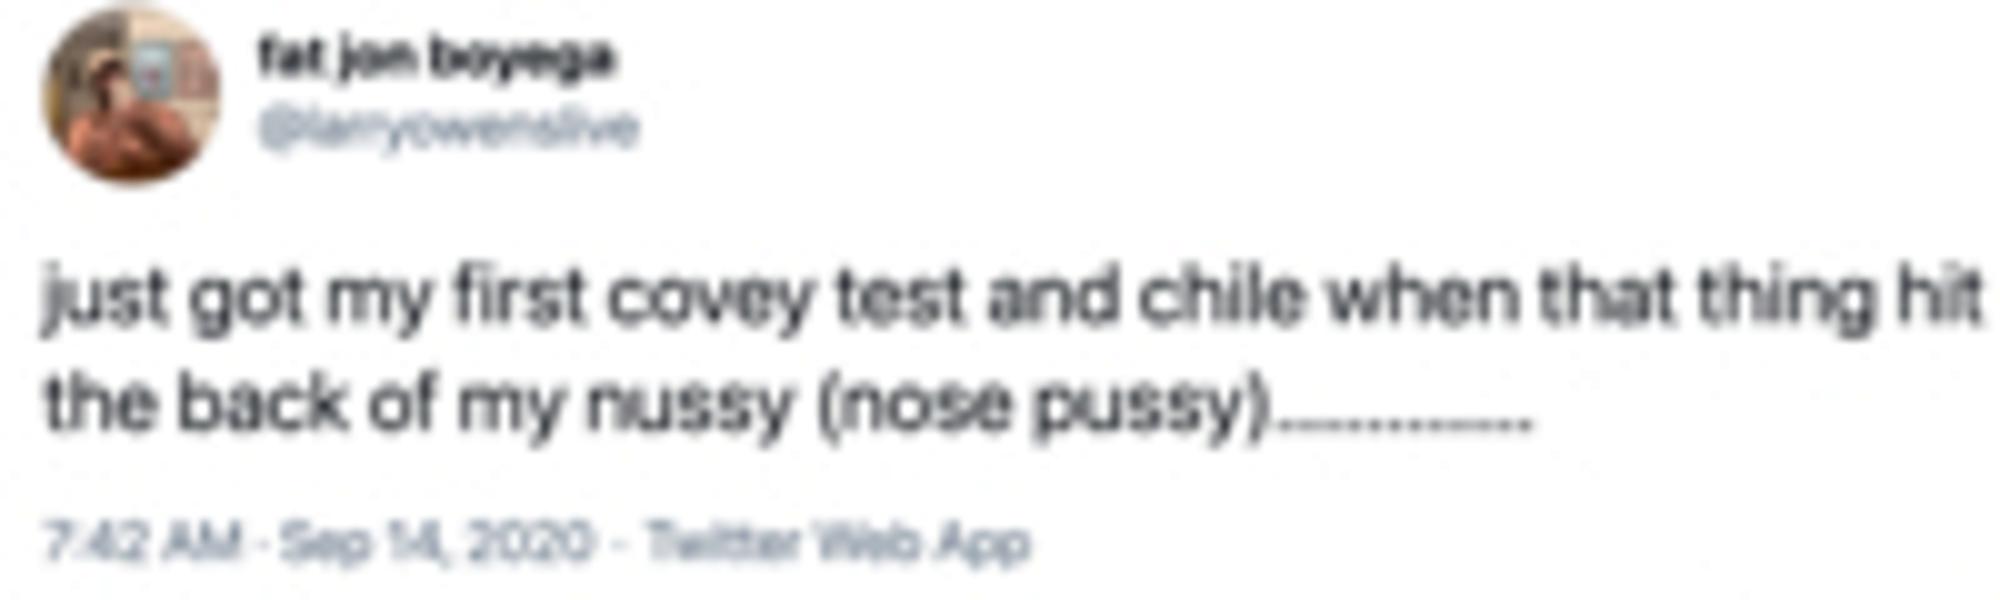 fat jon boyega
@larryowenslive
just got my first covey test and chile when that thing hit
the back of my nussy (nose pussy).............
7:42 AM · Sep 14, 2020 · Twitter Web App